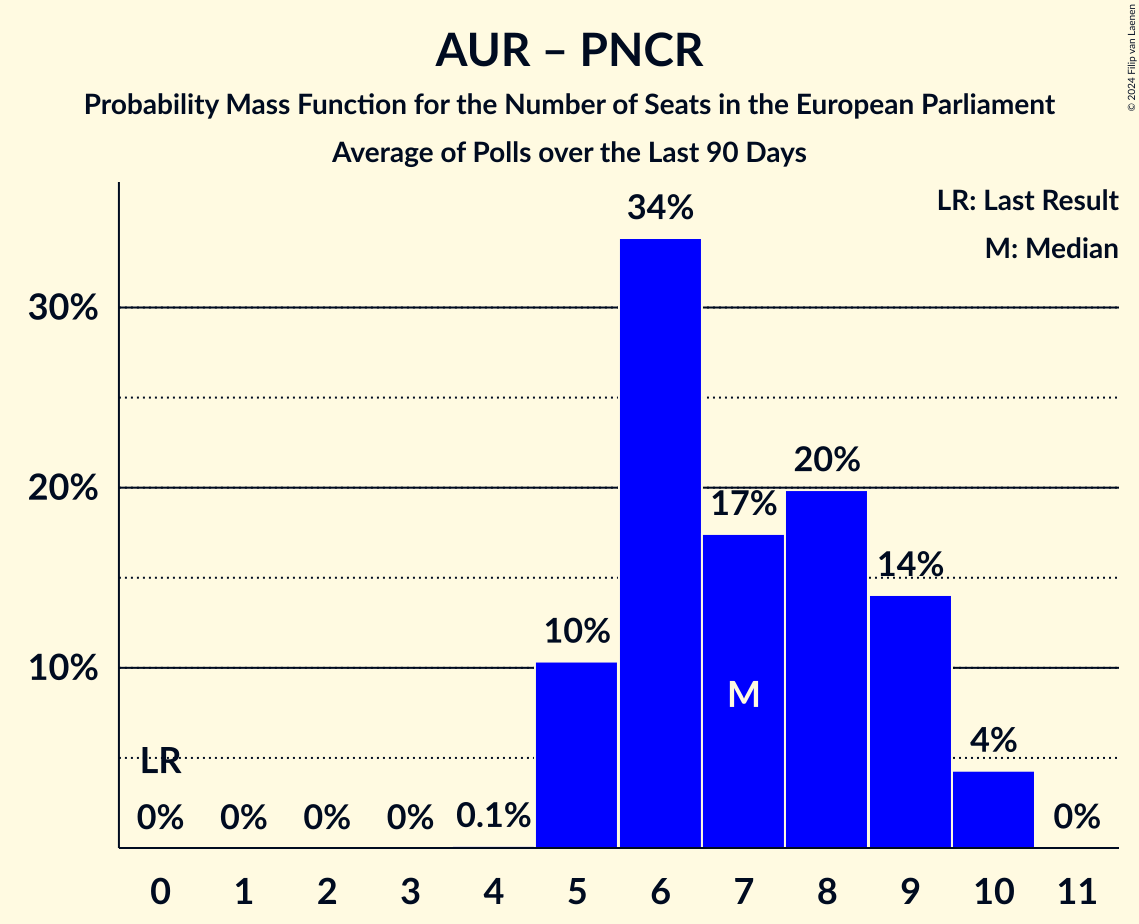 AUR – PNCR
Probability Mass Function for the Number of Seats in the European Parliament
Average of Polls over the Last 90 Days
© 2024 Filip van Laenen
LR: Last Result
M: Median
30%
20%
10%
LR
0%
0%
0%
0%
0.1%
10%
34%
17%
M
20%
14%
4%
0%
0 1 2 3 4 5 6 7 8 9 10 11